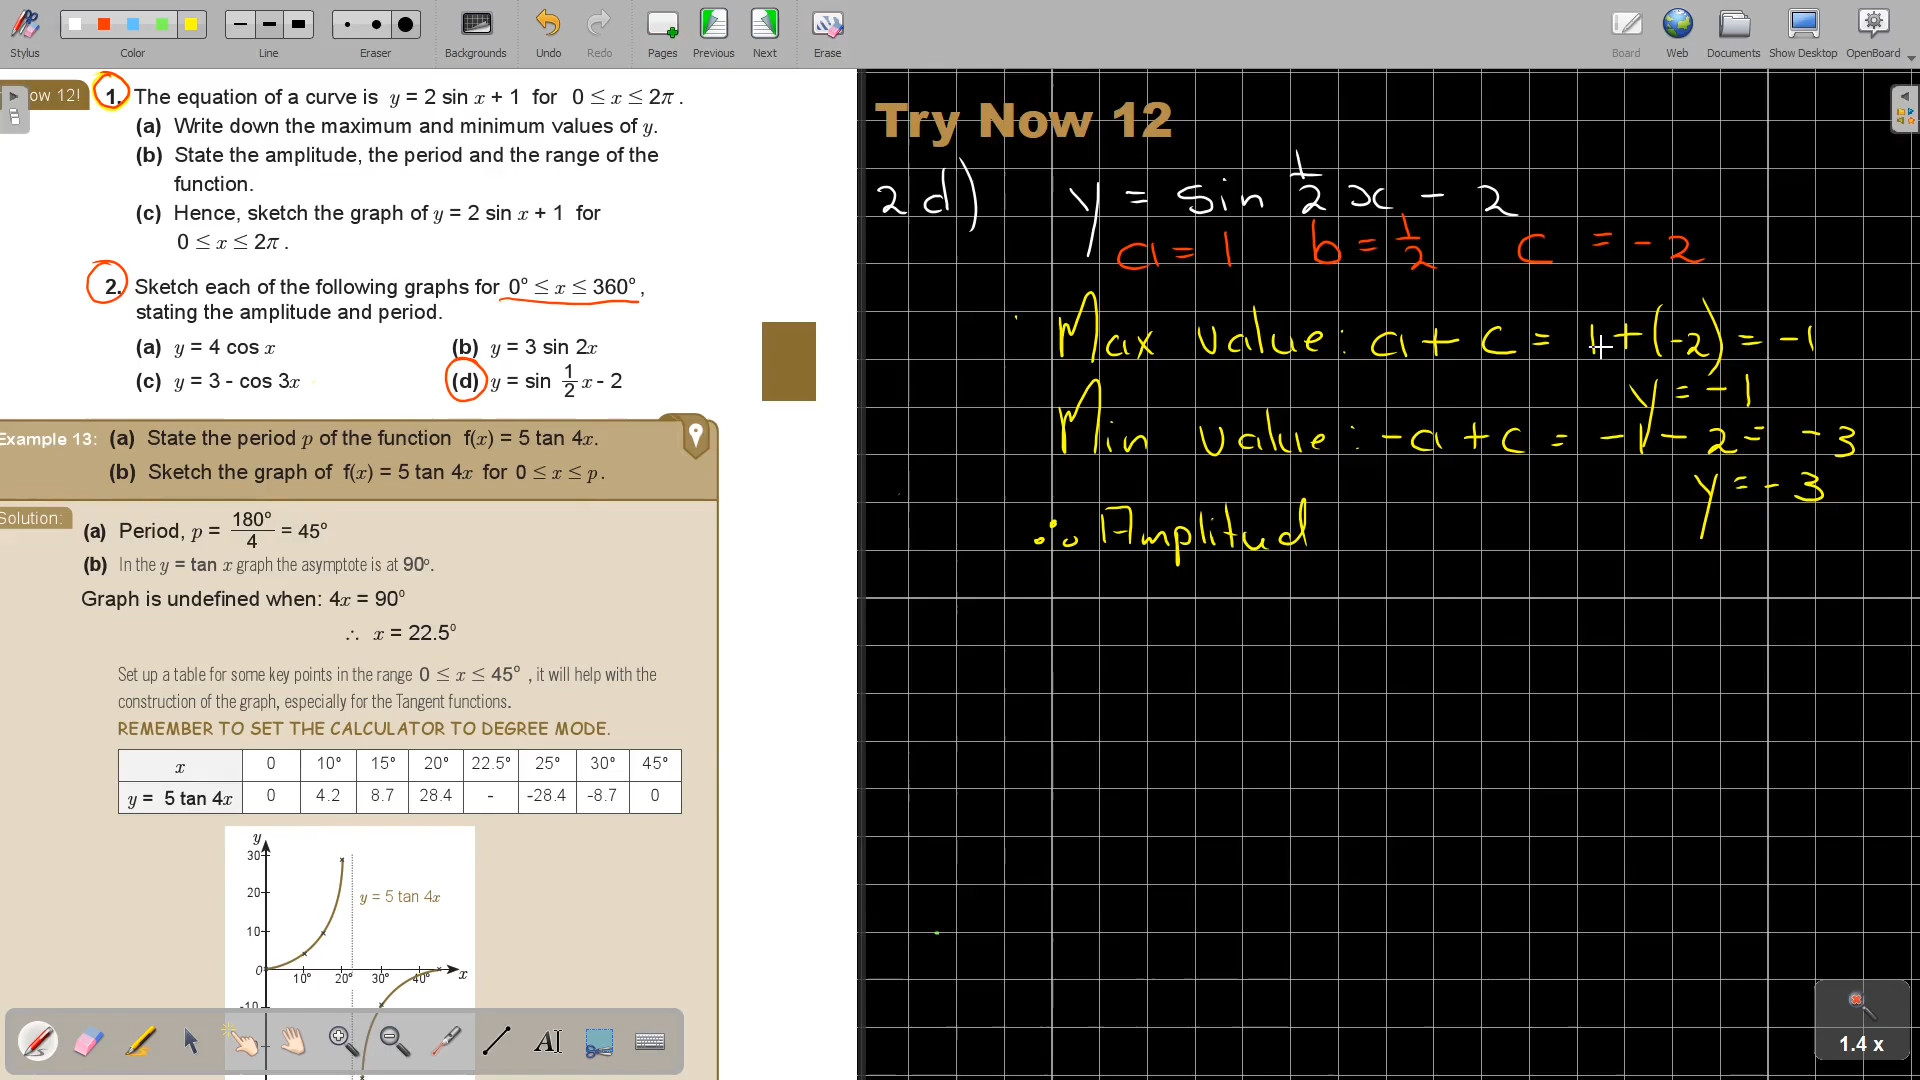 Stylus Color Line Eraser Backgrounds Undo Redo Pages Previous Next Erase Board Web Documents Show Desktop OpenBoard
ow 12!
1. The equation of a curve is y = 2 sin x + 1 for 0 ≤ x ≤ 2π .
(a) Write down the maximum and minimum values of y.
(b) State the amplitude, the period and the range of the
function.
(c) Hence, sketch the graph of y = 2 sin x + 1 for
0 ≤ x ≤ 2π .
2. Sketch each of the following graphs for 0° ≤ x ≤ 360°,
stating the amplitude and period.
(a) y = 4 cos x (b) y = 3 sin 2x
(c) y = 3 - cos 3x (d) y = sin 1/2 x - 2
Example 13: (a) State the period p of the function f(x) = 5 tan 4x.
(b) Sketch the graph of f(x) = 5 tan 4x for 0 ≤ x ≤ p.
Solution:
(a) Period, p = 180°/4 = 45°
(b) In the y = tan x graph the asymptote is at 90°.
Graph is undefined when: 4x = 90°
∴ x = 22.5°
Set up a table for some key points in the range 0 ≤ x ≤ 45° , it will help with the
construction of the graph, especially for the Tangent functions.
REMEMBER TO SET THE CALCULATOR TO DEGREE MODE.
x 0 10° 15° 20° 22.5° 25° 30° 45°
y = 5 tan 4x 0 4.2 8.7 28.4 - -28.4 -8.7 0
y
30
20
y = 5 tan 4x
10
0 10° 20° 30° 40° x
-10
Try Now 12
2 d) y = sin 1/2 x - 2
a = 1 b = 1/2 c = -2
Max value: a + c = 1 + (-2) = -1
y = -1
Min value: -a + c = -1 - 2 = -3
y = -3
∴ Amplitud
1.4 x